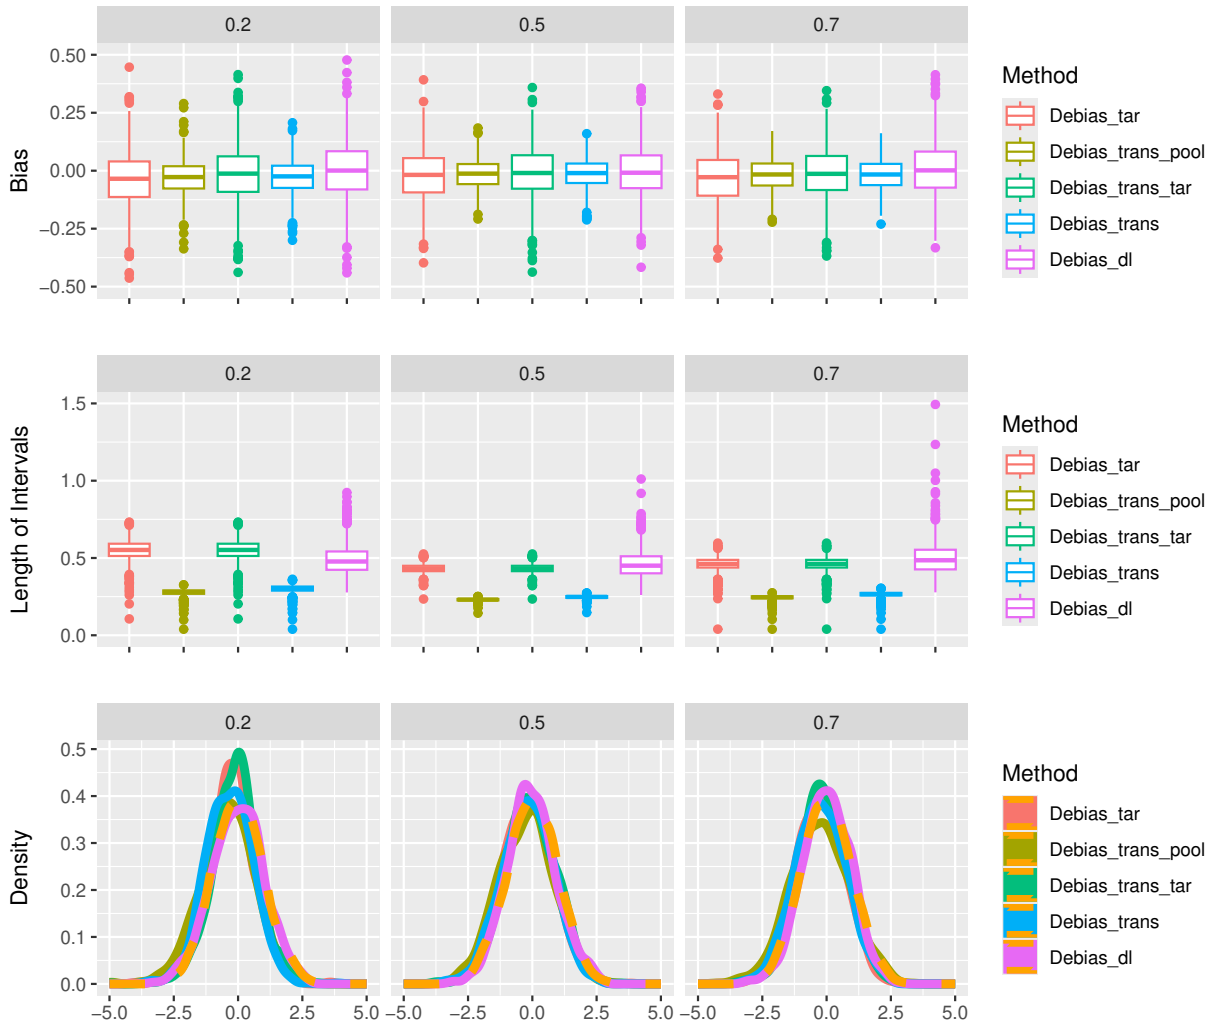 0.2 0.5 0.7
0.50
0.25
0.00
−0.25
−0.50
Bias
Method
Debias_tar
Debias_trans_pool
Debias_trans_tar
Debias_trans
Debias_dl
0.2 0.5 0.7
1.5
1.0
0.5
0.0
Length of Intervals
Method
Debias_tar
Debias_trans_pool
Debias_trans_tar
Debias_trans
Debias_dl
0.2 0.5 0.7
0.5
0.4
0.3
0.2
0.1
0.0
Density
−5.0 −2.5 0.0 2.5 5.0 −5.0 −2.5 0.0 2.5 5.0 −5.0 −2.5 0.0 2.5 5.0
Method
Debias_tar
Debias_trans_pool
Debias_trans_tar
Debias_trans
Debias_dl